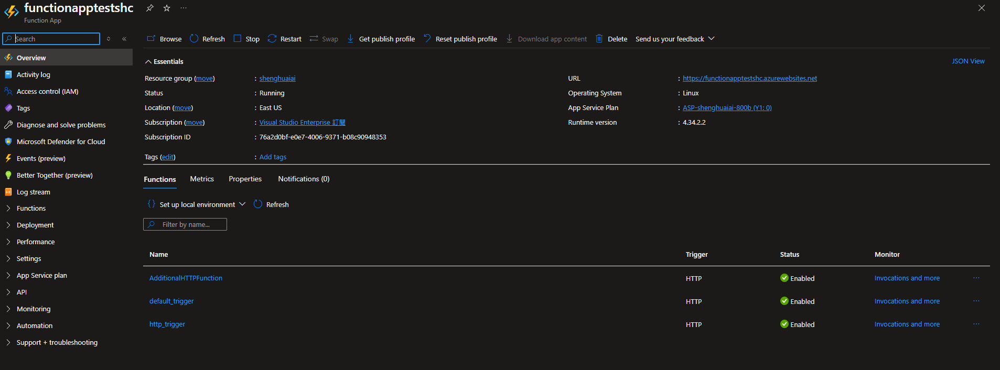 functionapptestshc
Function App
Search
Browse Refresh Stop Restart Swap Get publish profile Reset publish profile Download app content Delete Send us your feedback
Overview
Activity log
Access control (IAM)
Tags
Diagnose and solve problems
Microsoft Defender for Cloud
Events (preview)
Better Together (preview)
Log stream
Functions
Deployment
Performance
Settings
App Service plan
API
Monitoring
Automation
Support + troubleshooting
Essentials
JSON View
Resource group (move) : shenghuaiai
Status : Running
Location (move) : East US
Subscription (move) : Visual Studio Enterprise 訂閱
Subscription ID : 76a2d0bf-e0e7-4006-9371-b08c90948353
Tags (edit) : Add tags
URL : https://functionapptestshc.azurewebsites.net
Operating System : Linux
App Service Plan : ASP-shenghuaiai-800b (Y1: 0)
Runtime version : 4.34.2.2
Functions Metrics Properties Notifications (0)
Set up local environment Refresh
Filter by name...
Name Trigger Status Monitor
AdditionalHTTPFunction HTTP Enabled Invocations and more
default_trigger HTTP Enabled Invocations and more
http_trigger HTTP Enabled Invocations and more